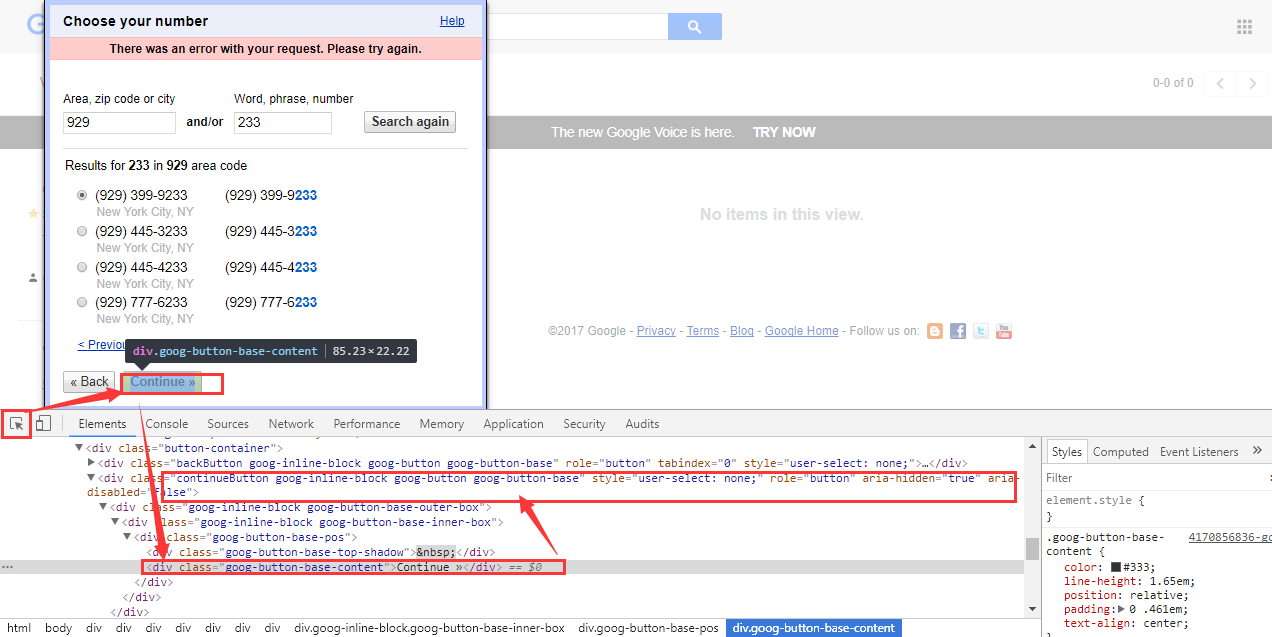 Choose your number
Help
There was an error with your request. Please try again.
0-0 of 0
Area, zip code or city
Word, phrase, number
929
and/or
233
Search again
The new Google Voice is here. TRY NOW
Results for 233 in 929 area code
(929) 399-9233 (929) 399-9233
New York City, NY
(929) 445-3233 (929) 445-3233
New York City, NY
(929) 445-4233 (929) 445-4233
New York City, NY
(929) 777-6233 (929) 777-6233
New York City, NY
No items in this view.
©2017 Google - Privacy - Terms - Blog - Google Home - Follow us on:
You
< Previou
div.goog-button-base-content 85.23×22.22
« Back
Continue »
Elements Console Sources Network Performance Memory Application Security Audits
▼<div class="button-container">
▶<div class="backButton goog-inline-block goog-button goog-button-base" role="button" tabindex="0" style="user-select: none;">…</div>
▼<div class="continueButton goog-inline-block goog-button goog-button-base" style="user-select: none;" role="button" aria-hidden="true" aria-
disabled="false">
▼<div class="goog-inline-block goog-button-base-outer-box">
▼<div class="goog-inline-block goog-button-base-inner-box">
▼<div class="goog-button-base-pos">
<div class="goog-button-base-top-shadow">&nbsp;</div>
<div class="goog-button-base-content">Continue »</div> == $0
</div>
</div>
</div>
html body div div div div div div div div.goog-inline-block.goog-button-base-inner-box div.goog-button-base-pos div.goog-button-base-content
Styles Computed Event Listeners »
Filter
element.style {
}
.goog-button-base- 4170856836-go
content {
color: #333;
line-height: 1.65em;
position: relative;
padding:▶ 0 .461em;
text-align: center;